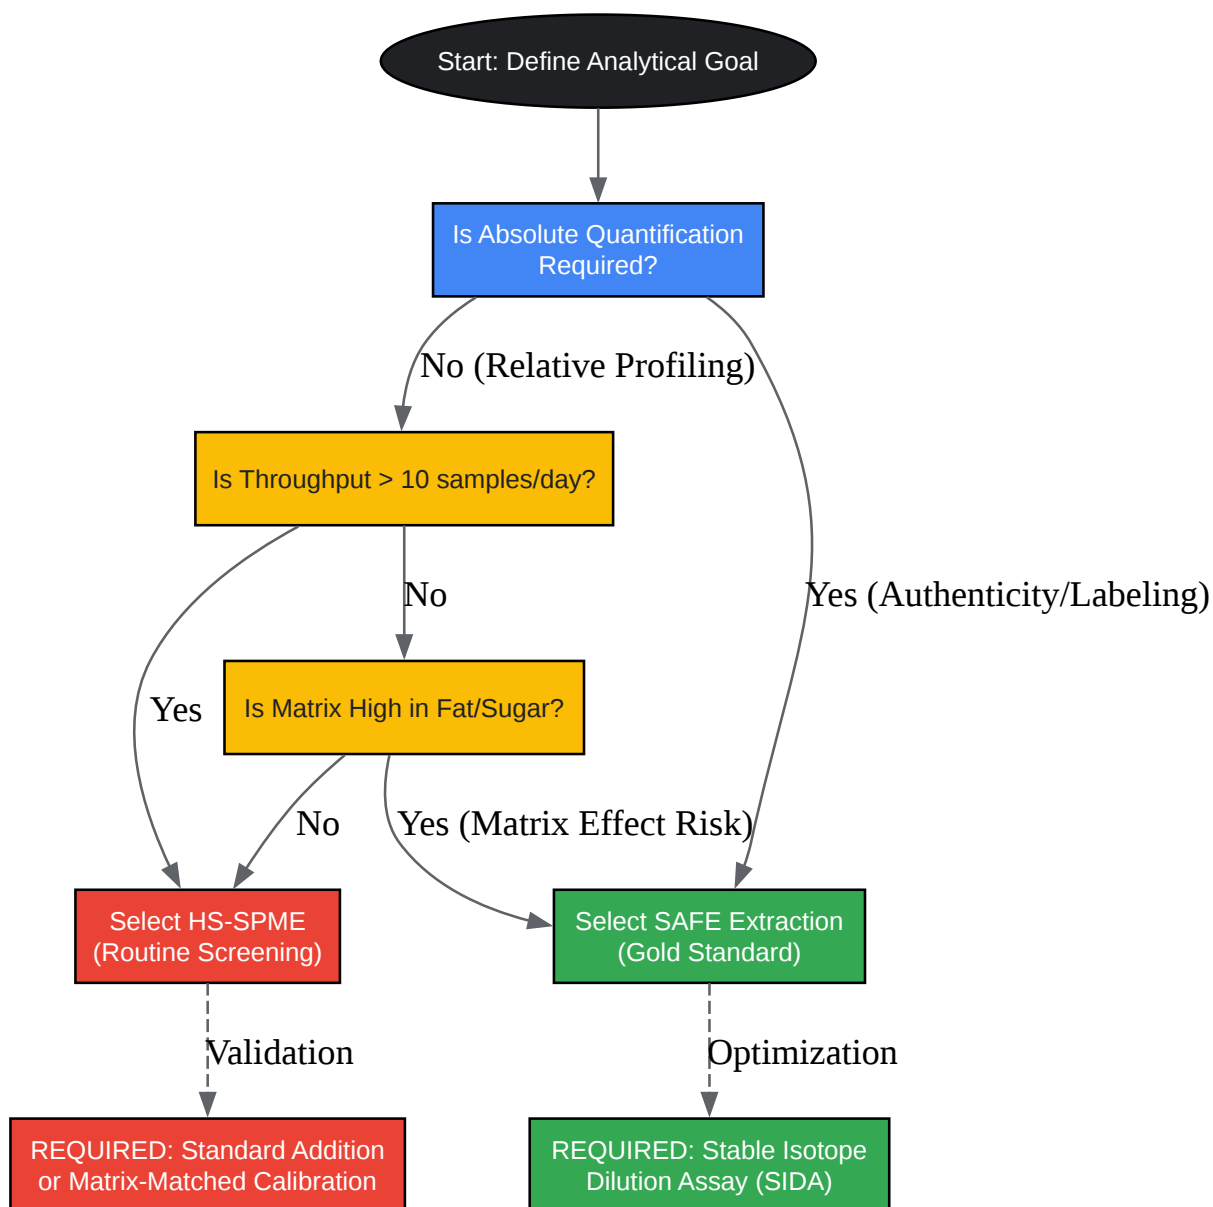 Start: Define Analytical Goal
Is Absolute Quantification
Required?
No (Relative Profiling)
Is Throughput > 10 samples/day?
No
Yes (Authenticity/Labeling)
Yes
Is Matrix High in Fat/Sugar?
No
Yes (Matrix Effect Risk)
Select HS-SPME
(Routine Screening)
Select SAFE Extraction
(Gold Standard)
Validation
Optimization
REQUIRED: Standard Addition
or Matrix-Matched Calibration
REQUIRED: Stable Isotope
Dilution Assay (SIDA)